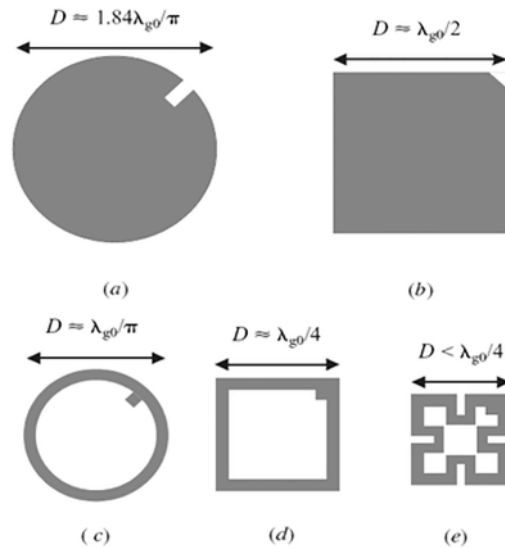 D ≈ 1.84λg0/π
D ≈ λg0/2
(a)
(b)
D ≈ λg0/π
D ≈ λg0/4
D < λg0/4
(c)
(d)
(e)